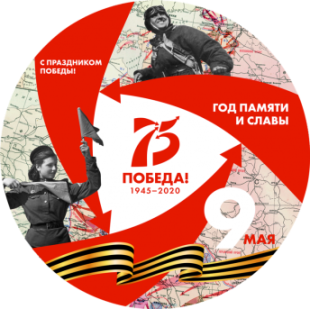 С ПРАЗДНИКОМ
ПОБЕДЫ!
ГОД ПАМЯТИ
И СЛАВЫ
75
ПОБЕДА!
1945–2020
9
МАЯ